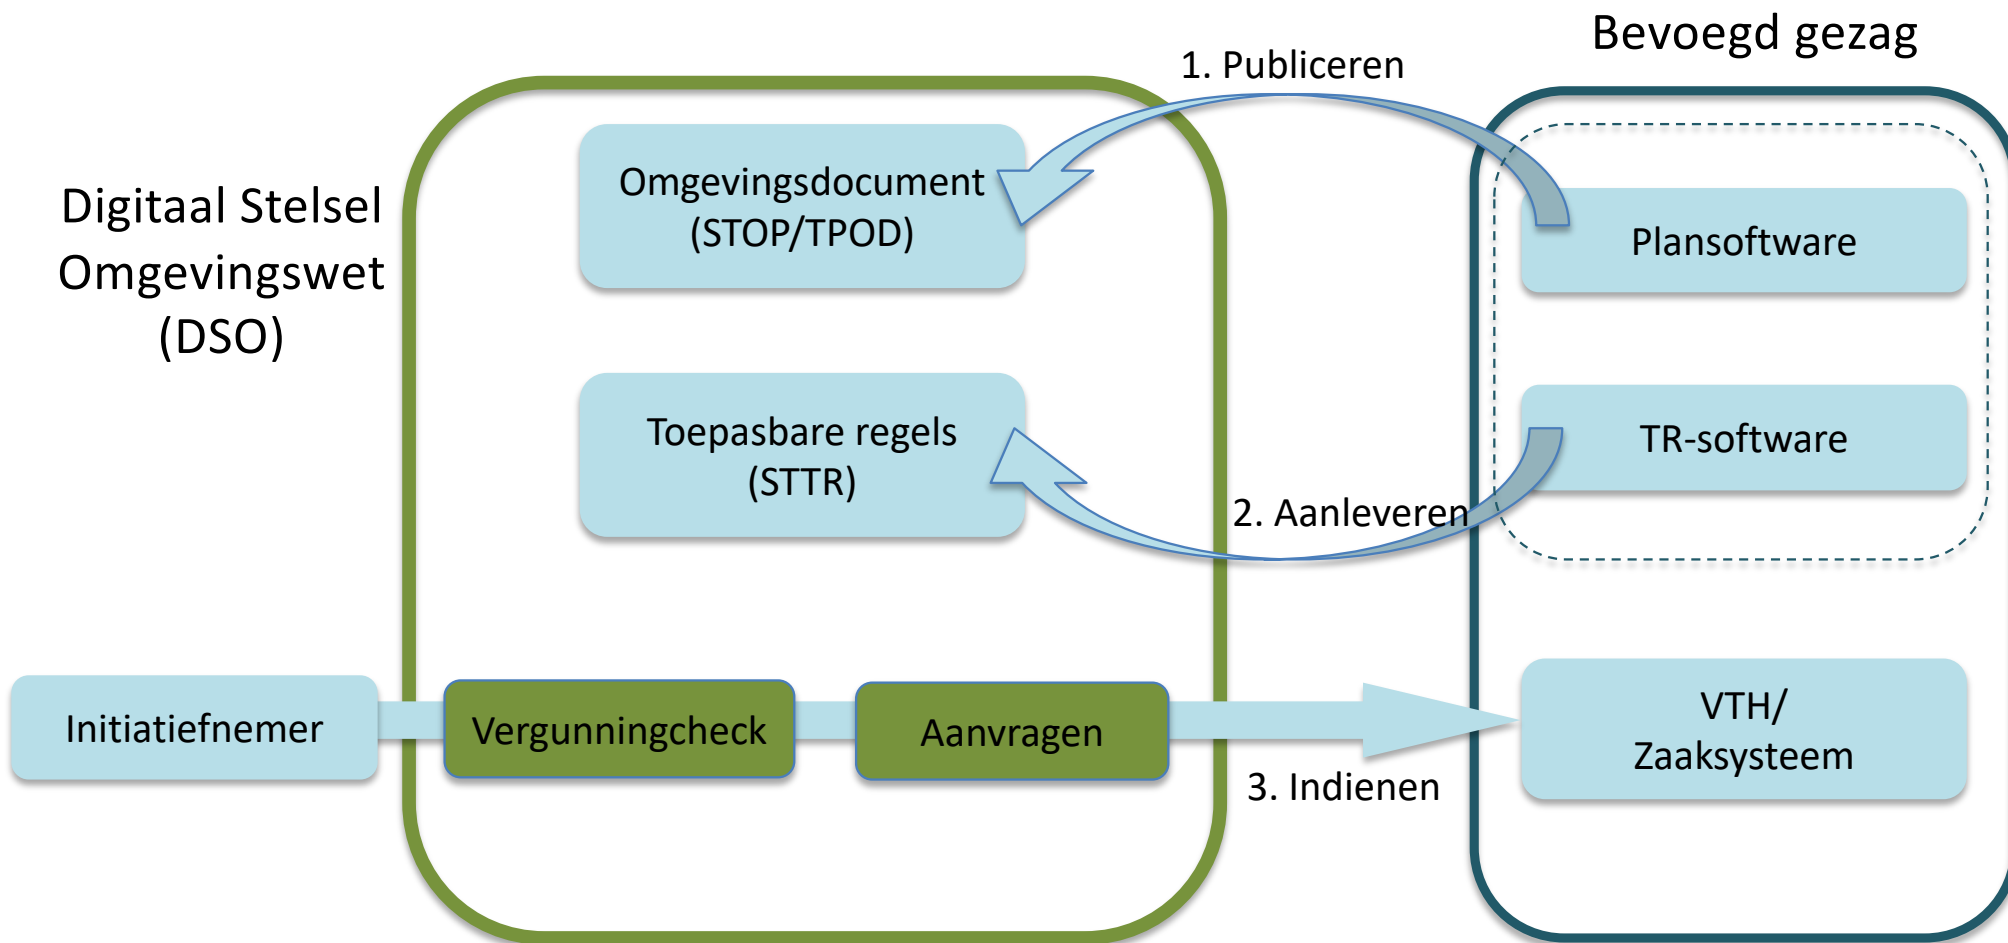 Bevoegd gezag
1. Publiceren
Digitaal Stelsel
Omgevingswet
(DSO)
Omgevingsdocument
(STOP/TPOD)
Plansoftware
Toepasbare regels
(STTR)
TR-software
2. Aanleveren
Initiatiefnemer
Vergunningcheck
Aanvragen
3. Indienen
VTH/
Zaaksysteem